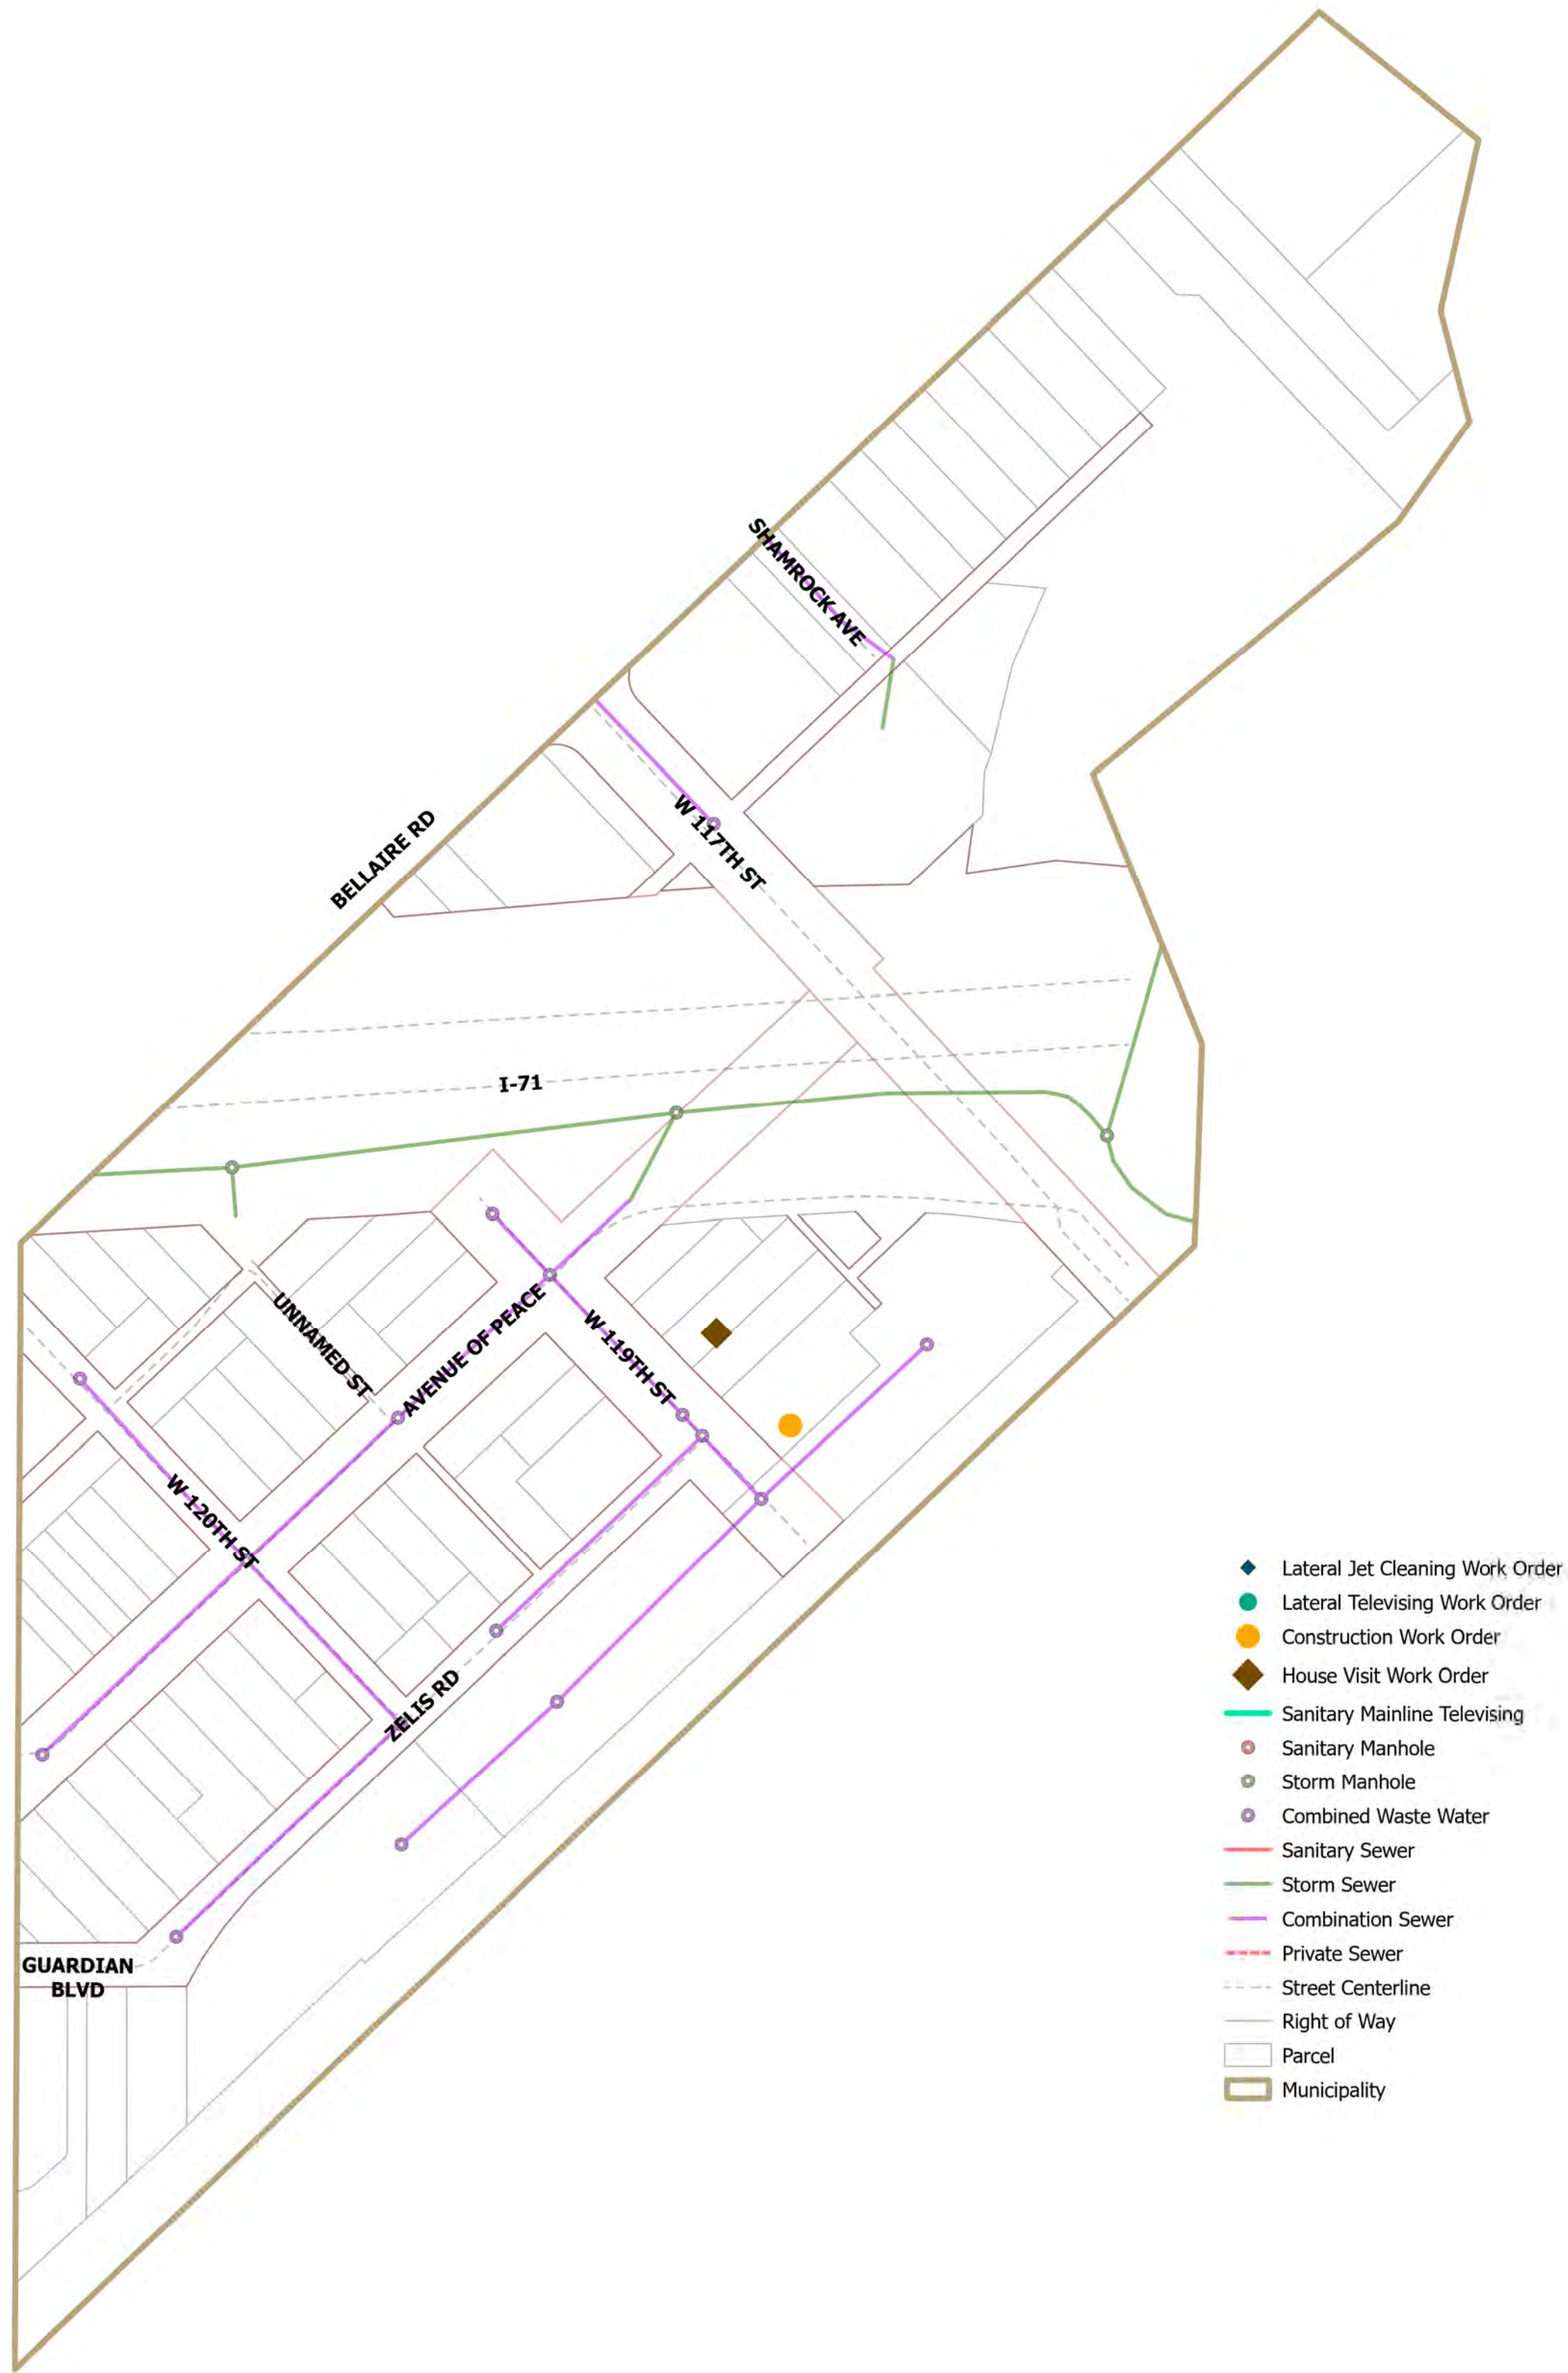 SHAMROCK AVE
W 117TH ST
BELLAIRE RD
I-71
UNNAMED ST
AVENUE OF PEACE
W 119TH ST
W 120TH ST
ZELIS RD
GUARDIAN
BLVD
Lateral Jet Cleaning Work Order
Lateral Televising Work Order
Construction Work Order
House Visit Work Order
Sanitary Mainline Televising
Sanitary Manhole
Storm Manhole
Combined Waste Water
Sanitary Sewer
Storm Sewer
Combination Sewer
Private Sewer
Street Centerline
Right of Way
Parcel
Municipality